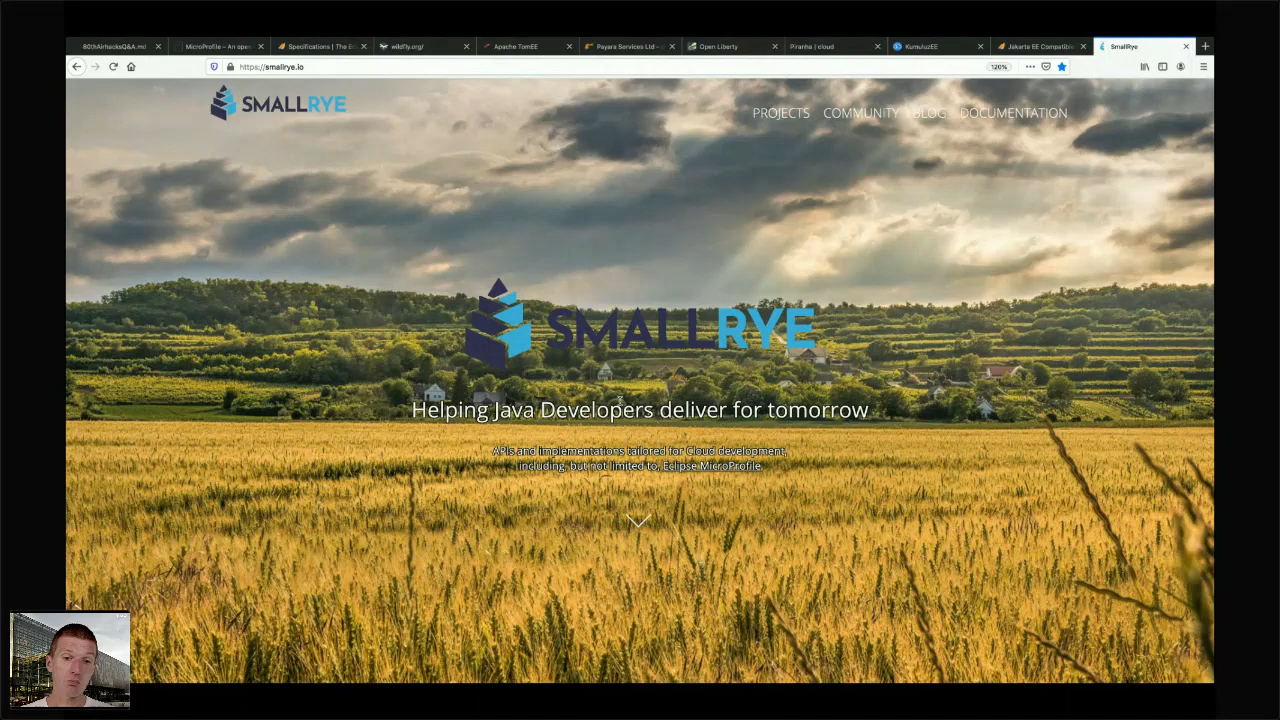 80thAirhacksQ&A.md
MicroProfile – An open
Specifications | The Ec
wildfly.org/
Apache TomEE
Payara Services Ltd –
Open Liberty
Piranha | cloud
KumuluzEE
Jakarta EE Compatible
SmallRye
https://smallrye.io
120%
SMALLRYE
PROJECTS COMMUNITY BLOG DOCUMENTATION
SMALLRYE
Helping Java Developers deliver for tomorrow
APIs and implementations tailored for Cloud development,
including, but not limited to, Eclipse MicroProfile.